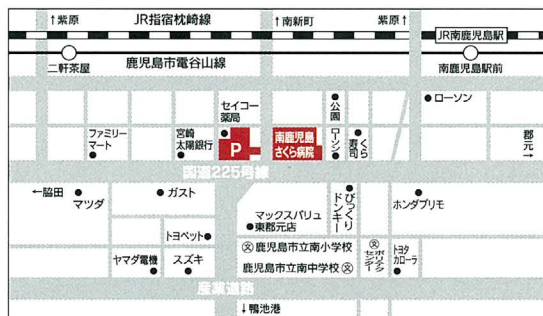 ↑紫原
JR指宿枕崎線
↑南新町
紫原↑
JR南鹿児島駅
二軒茶屋
鹿児島市電谷山線
南鹿児島駅前
ローソン
公園
セイコー
薬局
ファミリー
マート
宮崎
太陽銀行
P
南鹿児島
さくら病院
ローソン
くら
寿司
郡元→
国道225号線
←脇田
マツダ
ガスト
びっくり
ドンキー
ホンダプリモ
マックスバリュ
東郡元店
トヨペット
文鹿児島市立南小学校
ヤマダ電機
スズキ
鹿児島市立南中学校文
文
ポリテク
センター
トヨタ
カローラ
産業道路
↓鴨池港